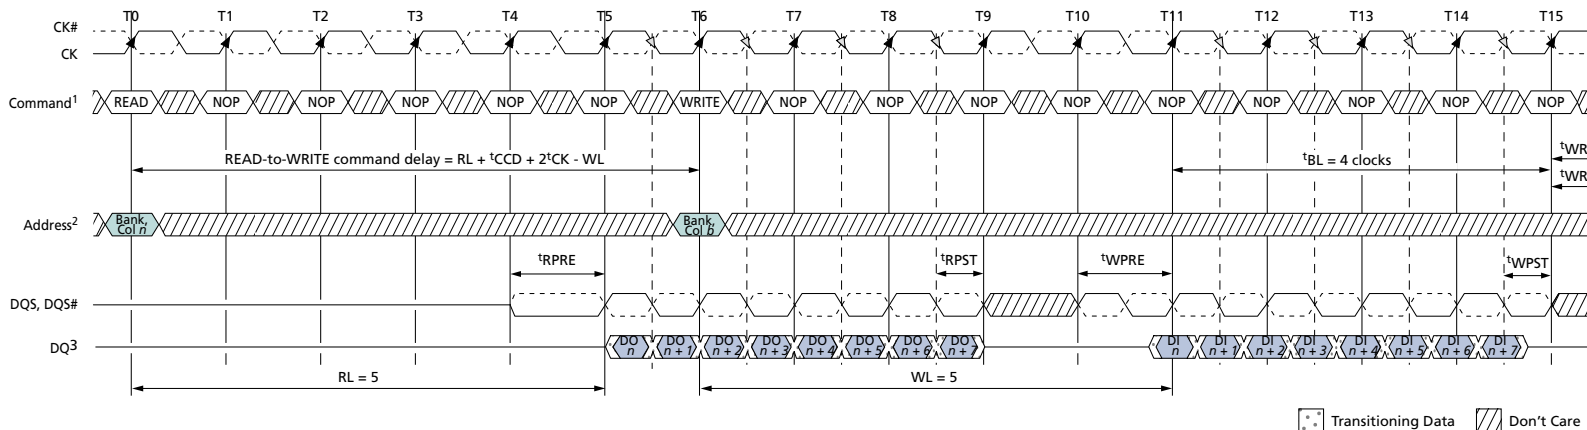 T0 T1 T2 T3 T4 T5 T6 T7 T8 T9 T10 T11 T12 T13 T14 T15
CK#
CK
Command1 READ NOP NOP NOP NOP NOP WRITE NOP NOP NOP NOP NOP NOP NOP NOP NOP
READ-to-WRITE command delay = RL + tCCD + 2tCK - WL
tBL = 4 clocks
tWR
tWR
Address2
Bank, Col n
Bank, Col b
tRPRE tRPST tWPRE tWPST
DQS, DQS#
DQ3
DO n DO n + 1 DO n + 2 DO n + 3 DO n + 4 DO n + 5 DO n + 6 DO n + 7
DI n DI n + 1 DI n + 2 DI n + 3 DI n + 4 DI n + 5 DI n + 6 DI n + 7
RL = 5 WL = 5
Transitioning Data Don't Care